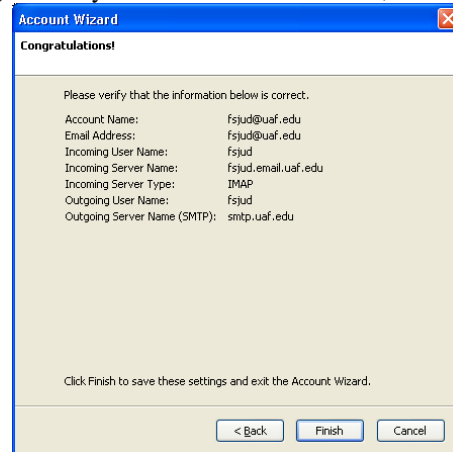 Account Wizard
Congratulations!
Please verify that the information below is correct.
Account Name: fsjud@uaf.edu
Email Address: fsjud@uaf.edu
Incoming User Name: fsjud
Incoming Server Name: fsjud.email.uaf.edu
Incoming Server Type: IMAP
Outgoing User Name: fsjud
Outgoing Server Name (SMTP): smtp.uaf.edu
Click Finish to save these settings and exit the Account Wizard.
< Back Finish Cancel